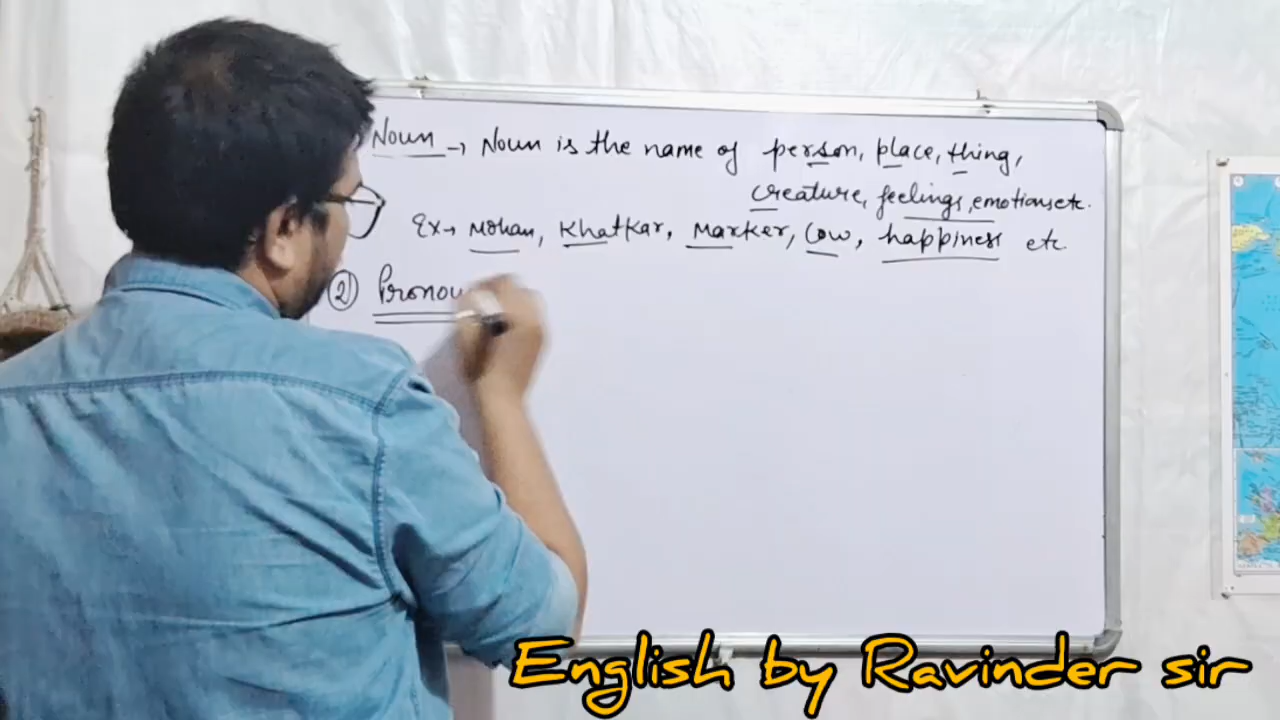 Noun → Noun is the name of person, place, thing,
creature, feelings, emotions etc.
Ex → Mohan, Khatkar, Marker, Cow, happiness etc
② Pronou
English by Ravinder sir